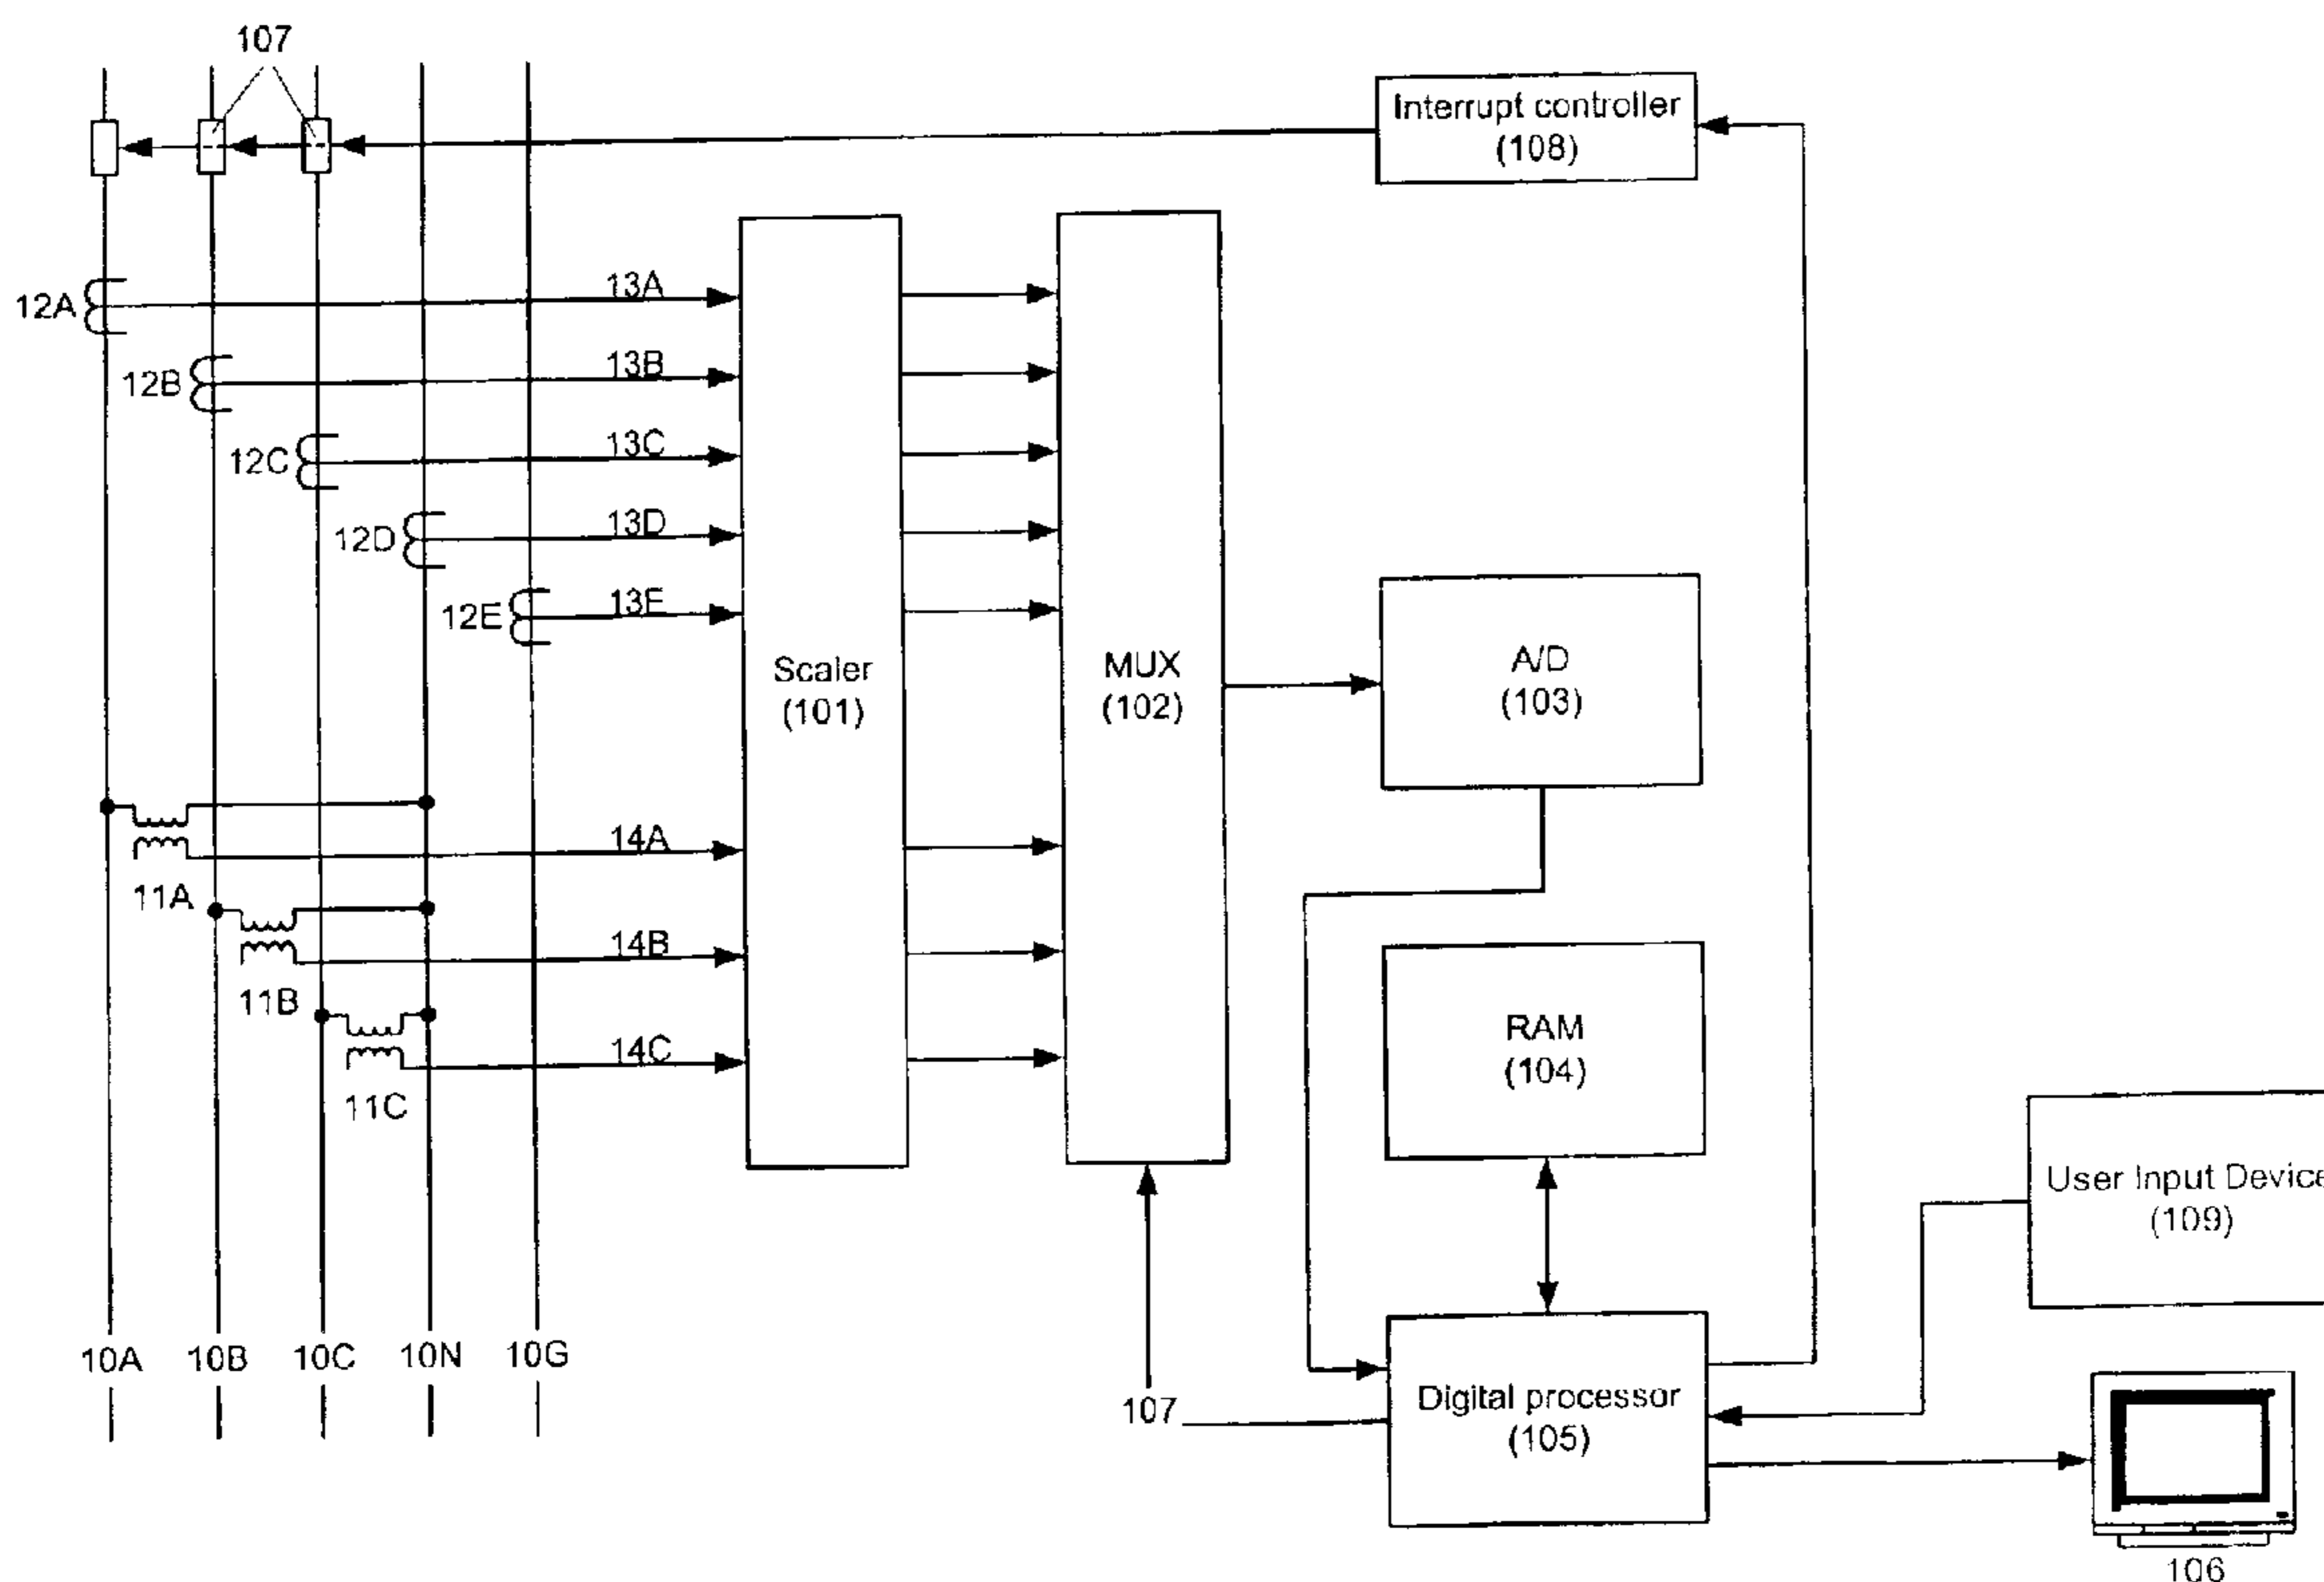 107
Interrupt controller
(108)
12A
13A
12B
13B
12C
13C
12D
13D
12E
13E
Scaler
(101)
MUX
(102)
A/D
(103)
14A
11A
14B
11B
14C
11C
RAM
(104)
User Input Device
(109)
10A
10B
10C
10N
10G
107
Digital processor
(105)
106